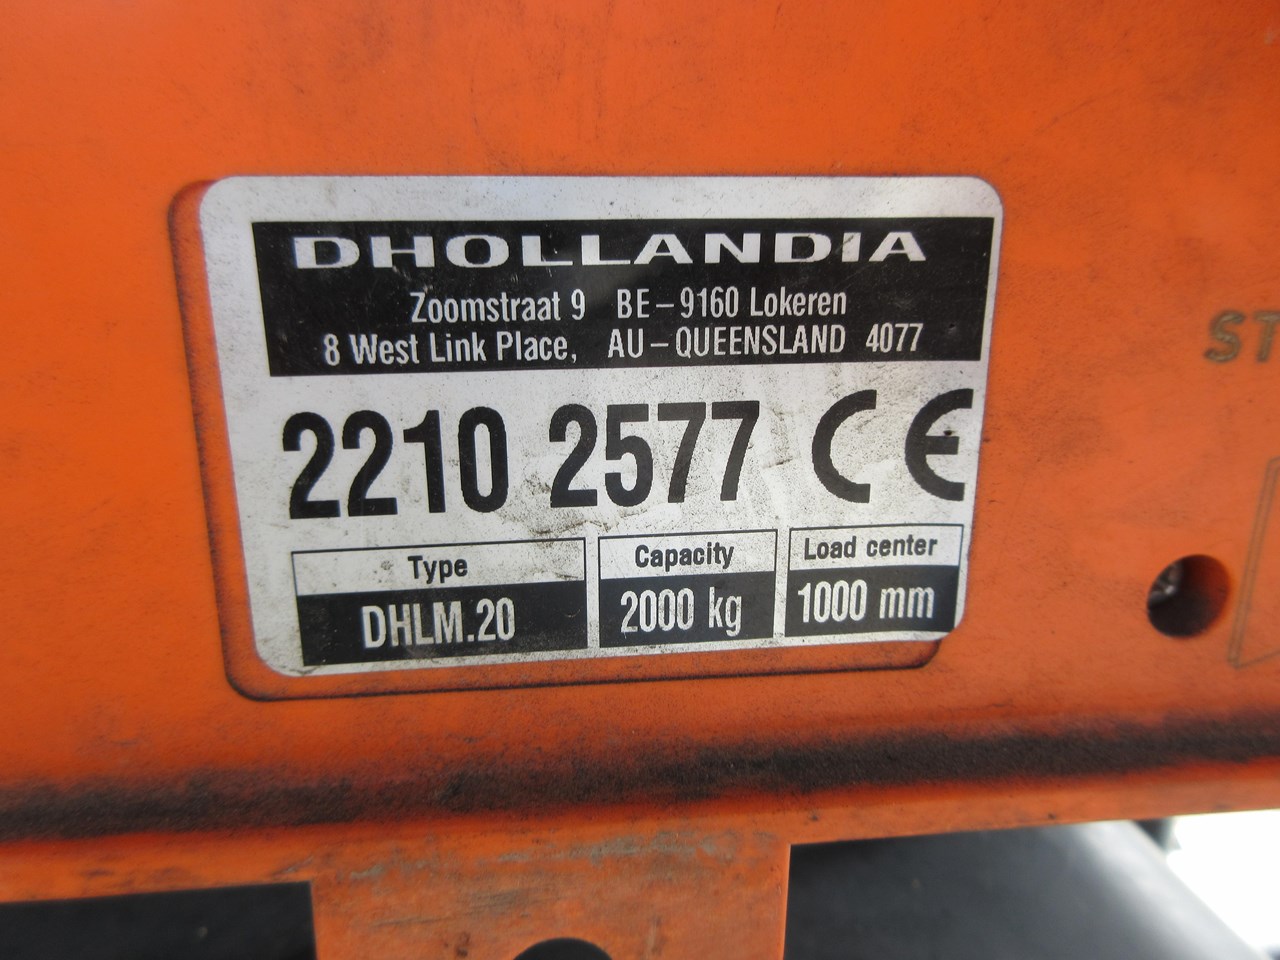 DHOLLANDIA
Zoomstraat 9 BE-9160 Lokeren
8 West Link Place, AU-QUEENSLAND 4077
2210 2577 CE
Type Capacity Load center
DHLM.20 2000 kg 1000 mm